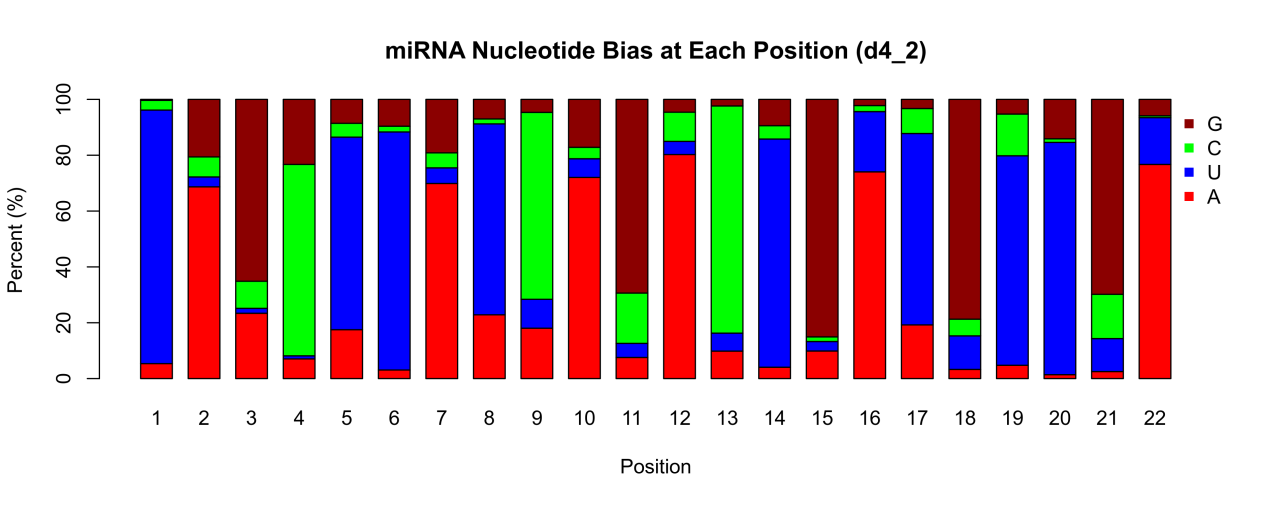 miRNA Nucleotide Bias at Each Position (d4_2)
Percent (%)
100
80
60
40
20
0
G
C
U
A
1 2 3 4 5 6 7 8 9 10 11 12 13 14 15 16 17 18 19 20 21 22
Position